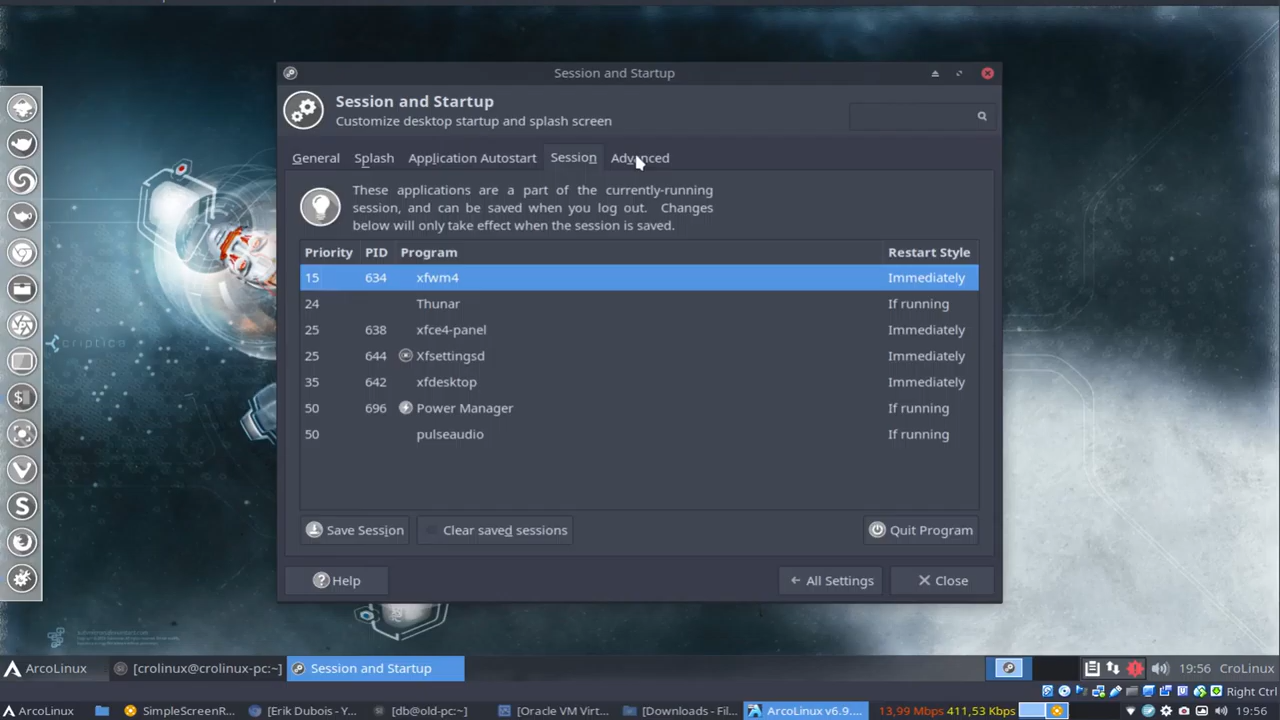 Session and Startup
Session and Startup
Customize desktop startup and splash screen
General Splash Application Autostart Session Advanced
These applications are a part of the currently-running
session, and can be saved when you log out. Changes
below will only take effect when the session is saved.
Priority PID Program Restart Style
15 634 xfwm4 Immediately
24 Thunar If running
25 638 xfce4-panel Immediately
25 644 Xfsettingsd Immediately
35 642 xfdesktop Immediately
50 696 Power Manager If running
50 pulseaudio If running
Save Session Clear saved sessions Quit Program
Help All Settings Close
criptica
ArcoLinux [crolinux@crolinux-pc:~] Session and Startup 19:56 CroLinux
Right Ctrl
ArcoLinux SimpleScreenR... [Erik Dubois - Y... [db@old-pc:~] [Oracle VM Virt... [Downloads - Fil... ArcoLinux v6.9.... 13,99 Mbps 411,53 Kbps 19:56